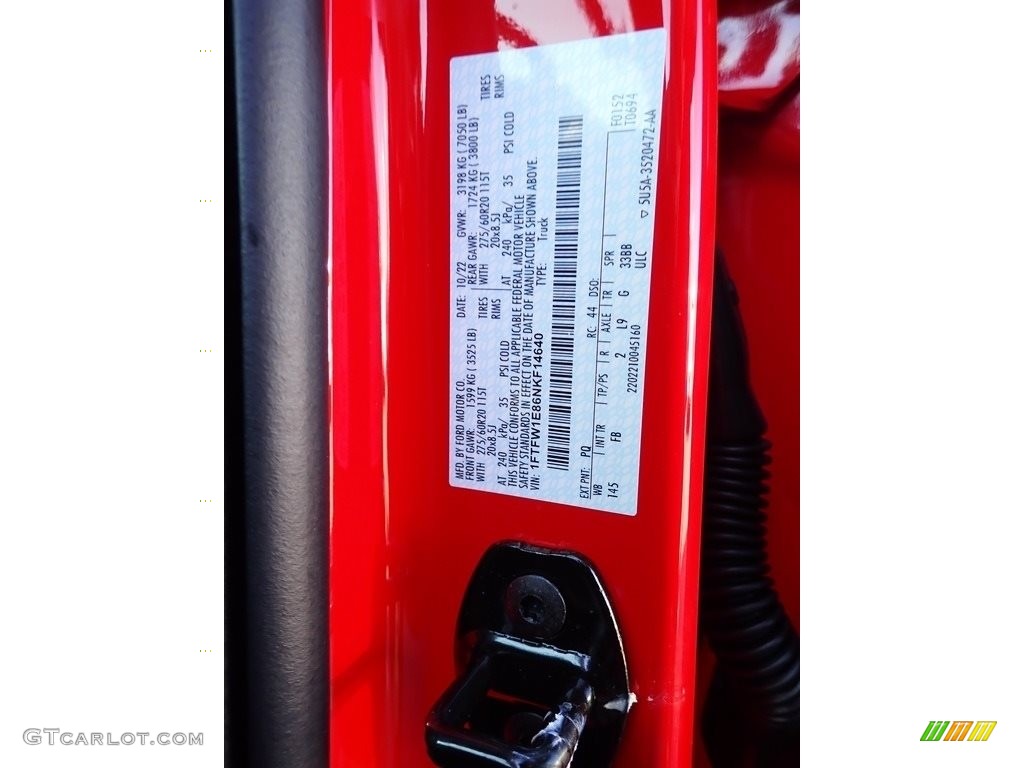 MFD. BY FORD MOTOR CO.
DATE: 10/22 GVWR: 3198 KG ( 7050 LB)
FRONT GAWR: 1599 KG ( 3525 LB)
REAR GAWR: 1724 KG ( 3800 LB)
WITH 275/60R20 115T TIRES
WITH 275/60R20 115T TIRES
20x8.5J RIMS
20x8.5J RIMS
AT 240 kPa/ 35 PSI COLD
AT 240 kPa/ 35 PSI COLD
THIS VEHICLE CONFORMS TO ALL APPLICABLE FEDERAL MOTOR VEHICLE
SAFETY STANDARDS IN EFFECT ON THE DATE OF MANUFACTURE SHOWN ABOVE.
VIN: 1FTFW1E86NKF14640
TYPE: Truck
EXT PNT: PQ RC: 44 DSO:
WB INT TR TP/PS R AXLE TR SPR
145 FB 2 L9 G 33BB
ULC
F0152
T0694
2202210045160
5U5A-3520472-AA
GTCARLOT.COM